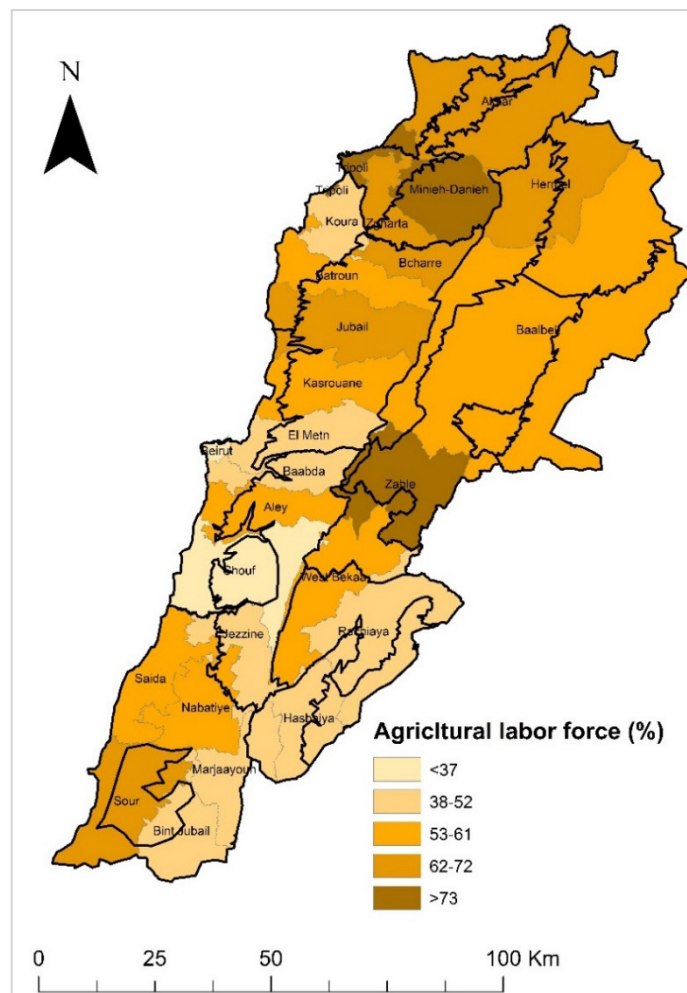 N
Akkar
Tripoli
Minieh-Danieh
Hermel
Tripoli
Koura
Zgharta
Bcharre
Batroun
Jubail
Baalbek
Kasrouane
El Metn
Beirut
Baabda
Zahle
Aley
Shouf
West Bekaa
Jezzine
Rachiaya
Saida
Nabatiye
Hasbaiya
Marjaayoun
Sour
Bint Jubail
Agricltural labor force (%)
<37
38-52
53-61
62-72
>73
0 25 50 100 Km